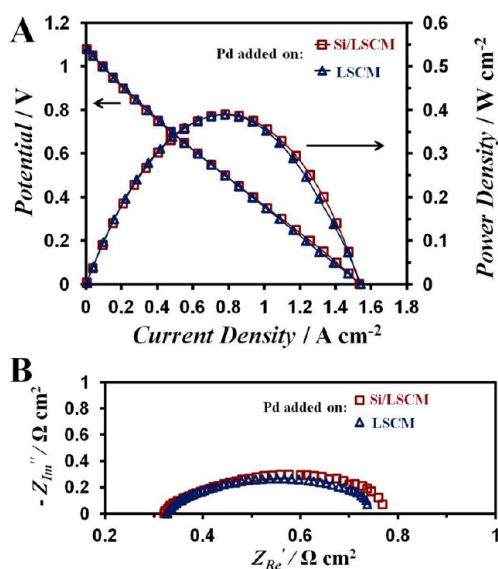 A
Pd added on:
Si/LSCM
LSCM
Potential / V
1.2
1
0.8
0.6
0.4
0.2
0
Power Density / W cm-2
0.6
0.5
0.4
0.3
0.2
0.1
0
0 0.2 0.4 0.6 0.8 1 1.2 1.4 1.6 1.8
Current Density / A cm-2
B
Pd added on:
Si/LSCM
LSCM
- ZIm'' / Ω cm2
1
0.8
0.6
0.4
0.2
0
0.2 0.4 0.6 0.8 1
ZRe' / Ω cm2